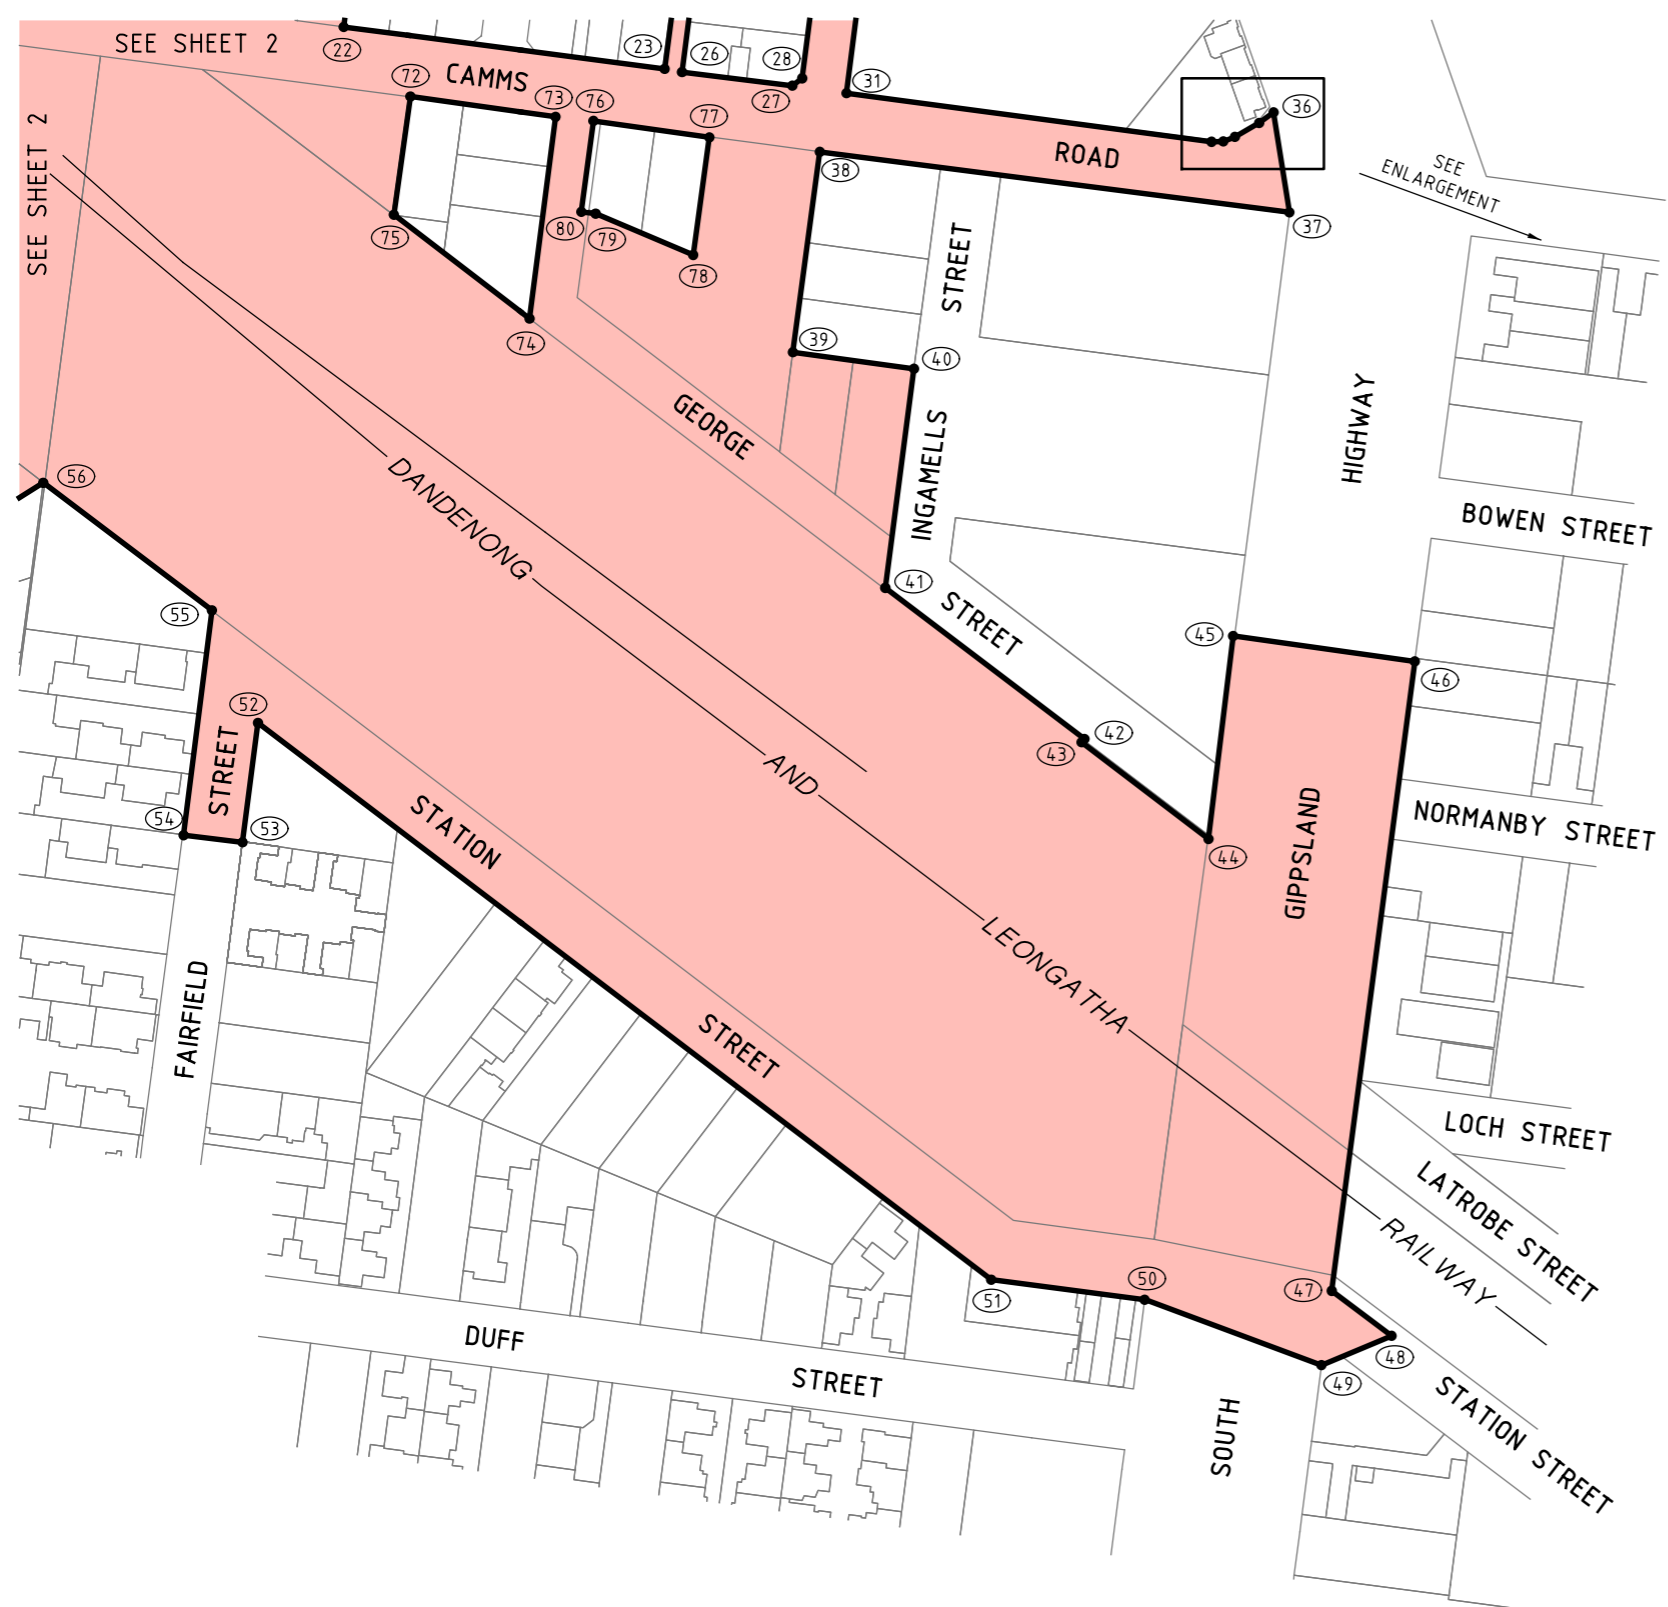 SEE SHEET 2
22
23
26
28
27
31
36
72
CAMMS
73
76
77
38
ROAD
SEE
ENLARGEMENT
37
SEE SHEET 2
75
80
79
78
74
STREET
39
40
GEORGE
INGAMELLS
HIGHWAY
56
DANDENONG
BOWEN STREET
55
41
STREET
45
46
52
42
43
STREET
AND
54
53
STATION
44
GIPPSLAND
NORMANBY STREET
FAIRFIELD
LEONGATHA
STREET
LOCH STREET
LATROBE STREET
RAILWAY
51
50
47
48
49
DUFF
STREET
SOUTH
STATION STREET